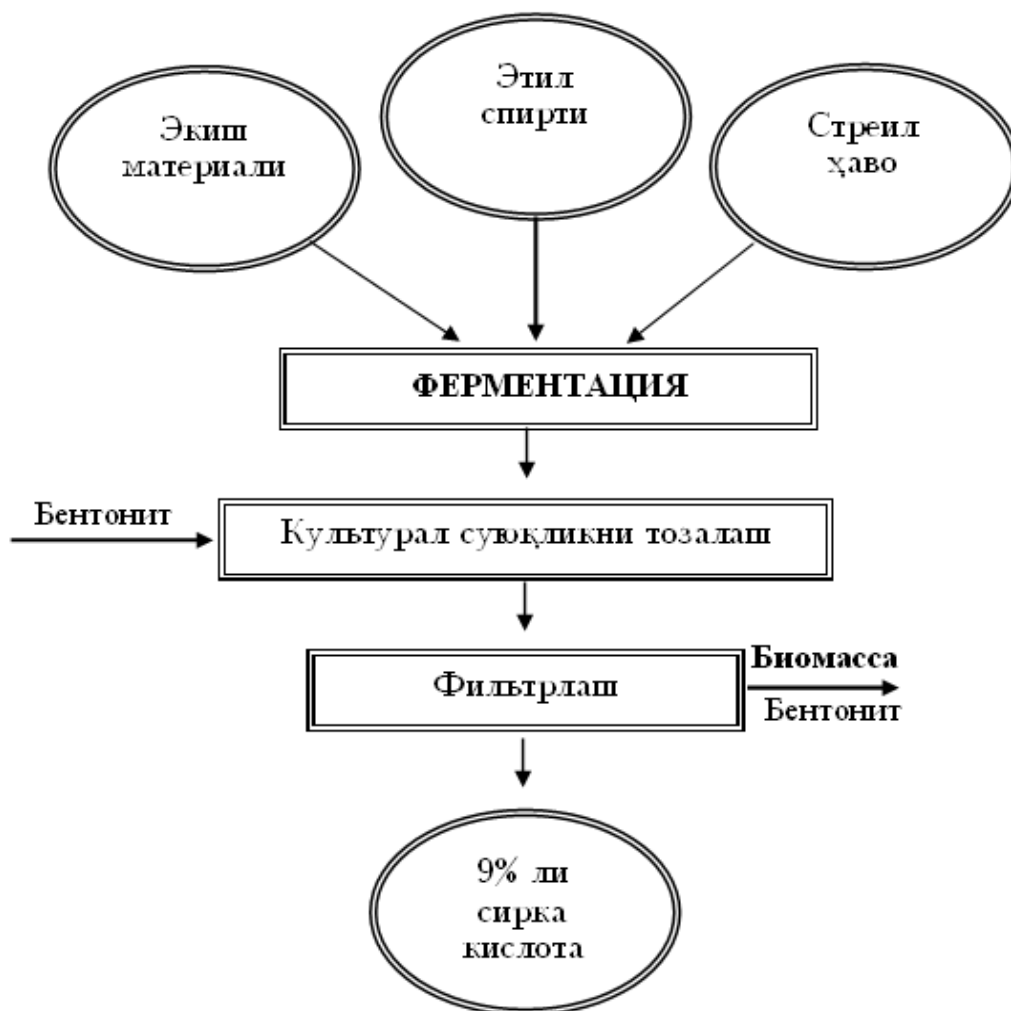 Экиш
материали
Этил
спирти
Стреил
ҳаво
ФЕРМЕНТАЦИЯ
Бентонит
Культурал суюқликни тозалаш
Фильтрлаш
Биомасса
Бентонит
9% ли
сирка
кислота